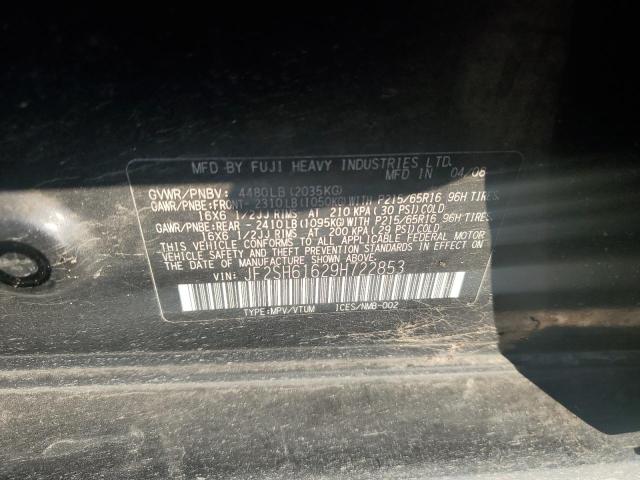 MFD BY FUJI HEAVY INDUSTRIES LTD.
MFD IN 04/08
GVWR/PNBV: 4480LB(2035KG)
GAWR/PNBE:FRONT- 2310LB(1050KG)WITH P215/65R16 96H TIRES
16X6 1/2JJ RIMS AT 210 KPA(30 PSI)COLD
GAWR/PNBE:REAR - 2410LB(1095KG)WITH P215/65R16 96H TIRES
16X6 1/2JJ RIMS AT 200 KPA(29 PSI)COLD
THIS VEHICLE CONFORMS TO ALL APPLICABLE FEDERAL MOTOR
VEHICLE SAFETY, BUMPER, AND THEFT PREVENTION STANDARDS
IN EFFECT ON THE DATE OF MANUFACTURE SHOWN ABOVE.
VIN: JF2SH61629H722853
TYPE:MPV/VTUM ICES/NMB-002